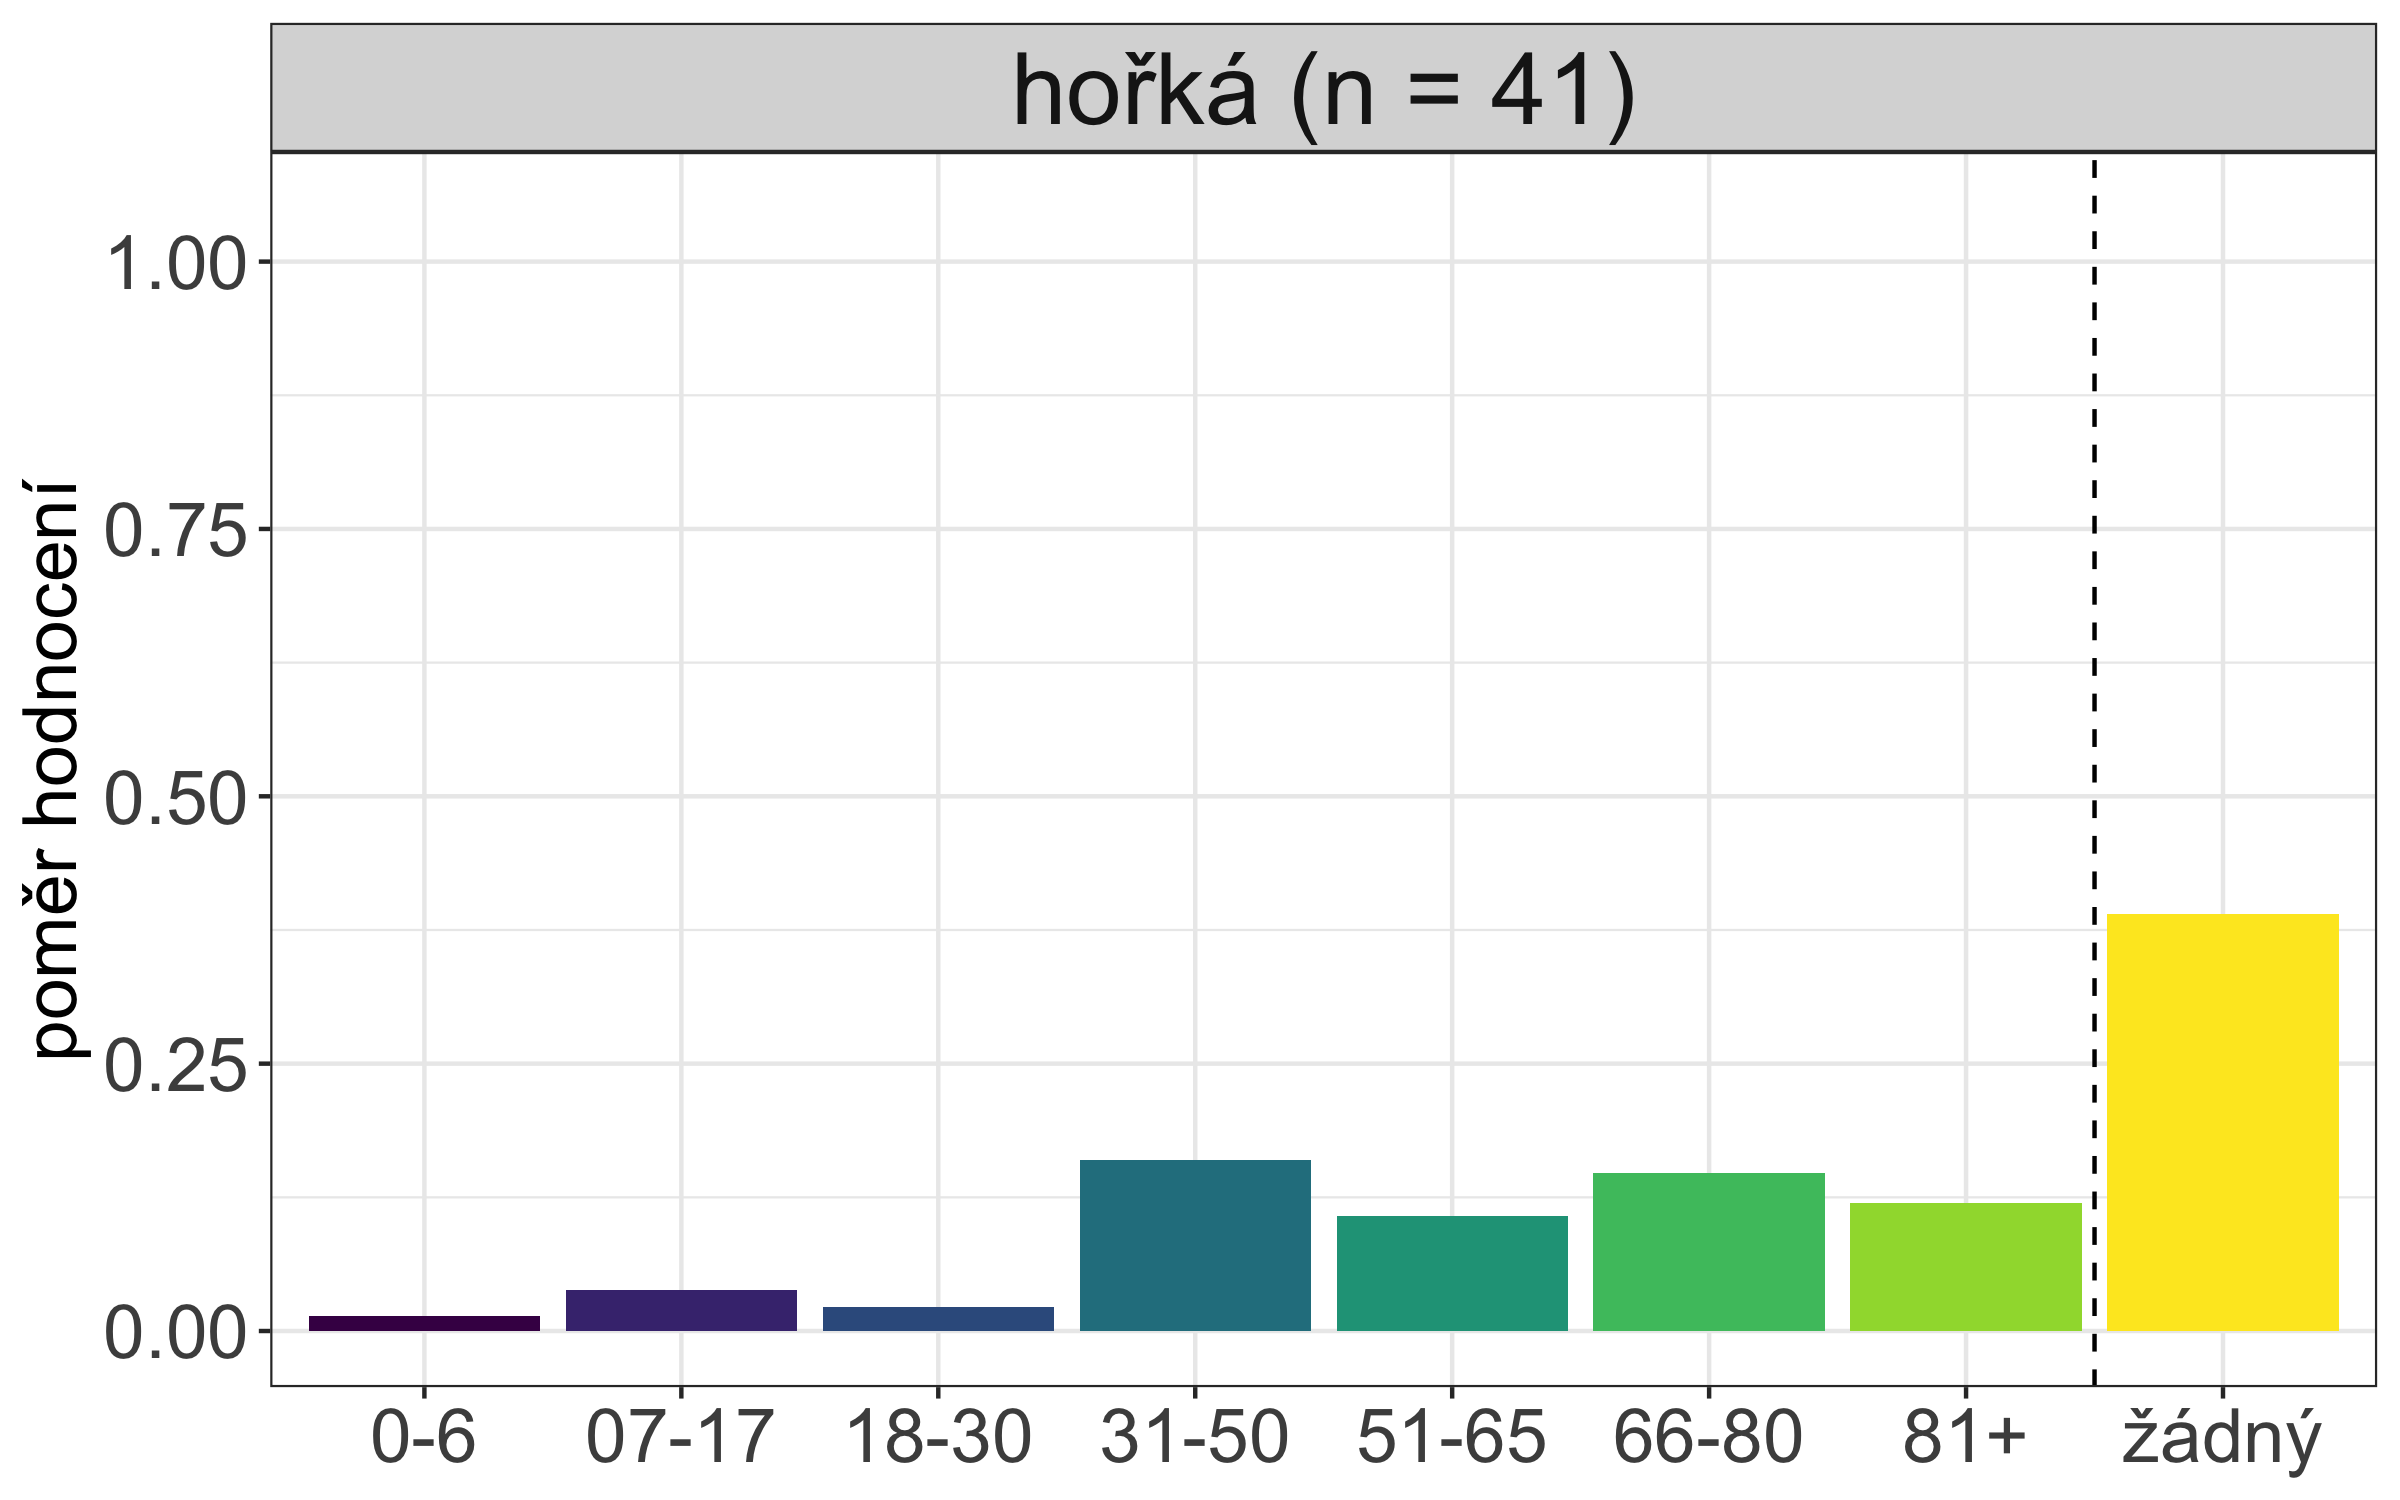 hořká (n = 41)
poměr hodnocení
1.00
0.75
0.50
0.25
0.00
0-6 07-17 18-30 31-50 51-65 66-80 81+ žádný